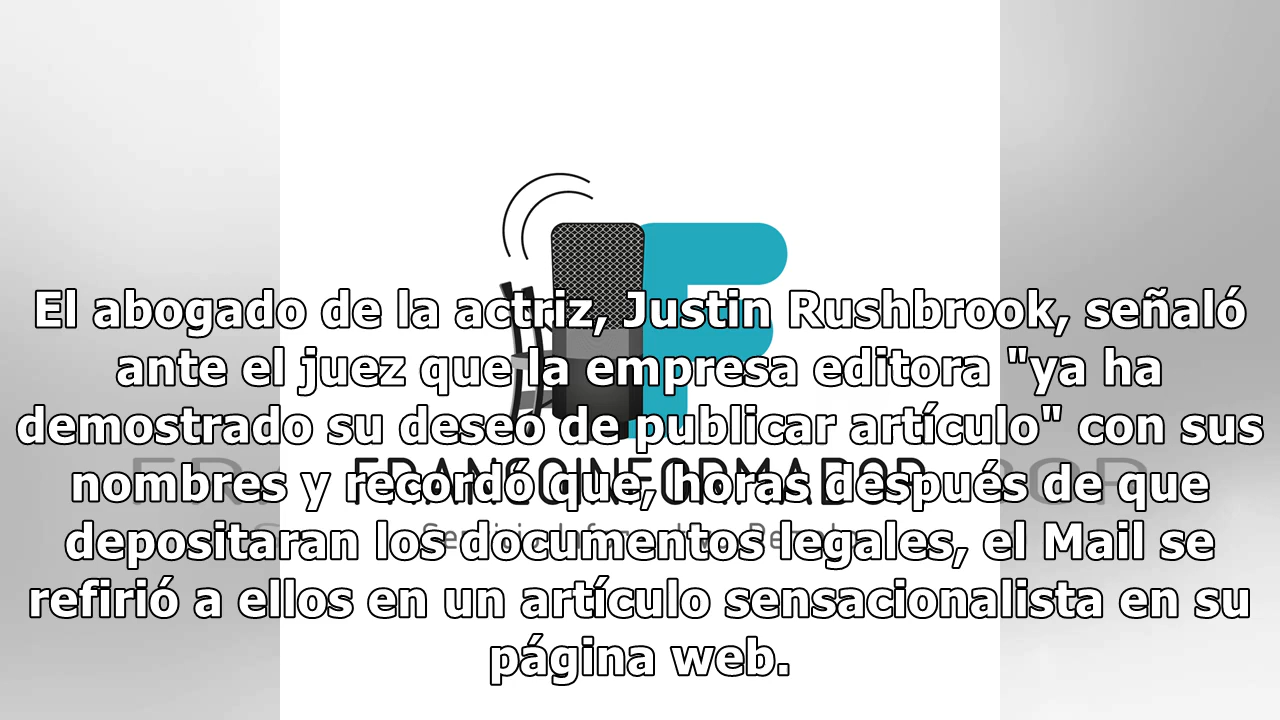 El abogado de la actriz, Justin Rushbrook, señaló
ante el juez que la empresa editora "ya ha
demostrado su deseo de publicar artículo" con sus
nombres y recordó que, horas después de que
depositaran los documentos legales, el Mail se
refirió a ellos en un artículo sensacionalista en su
página web.
FRANCOINFORMADOR